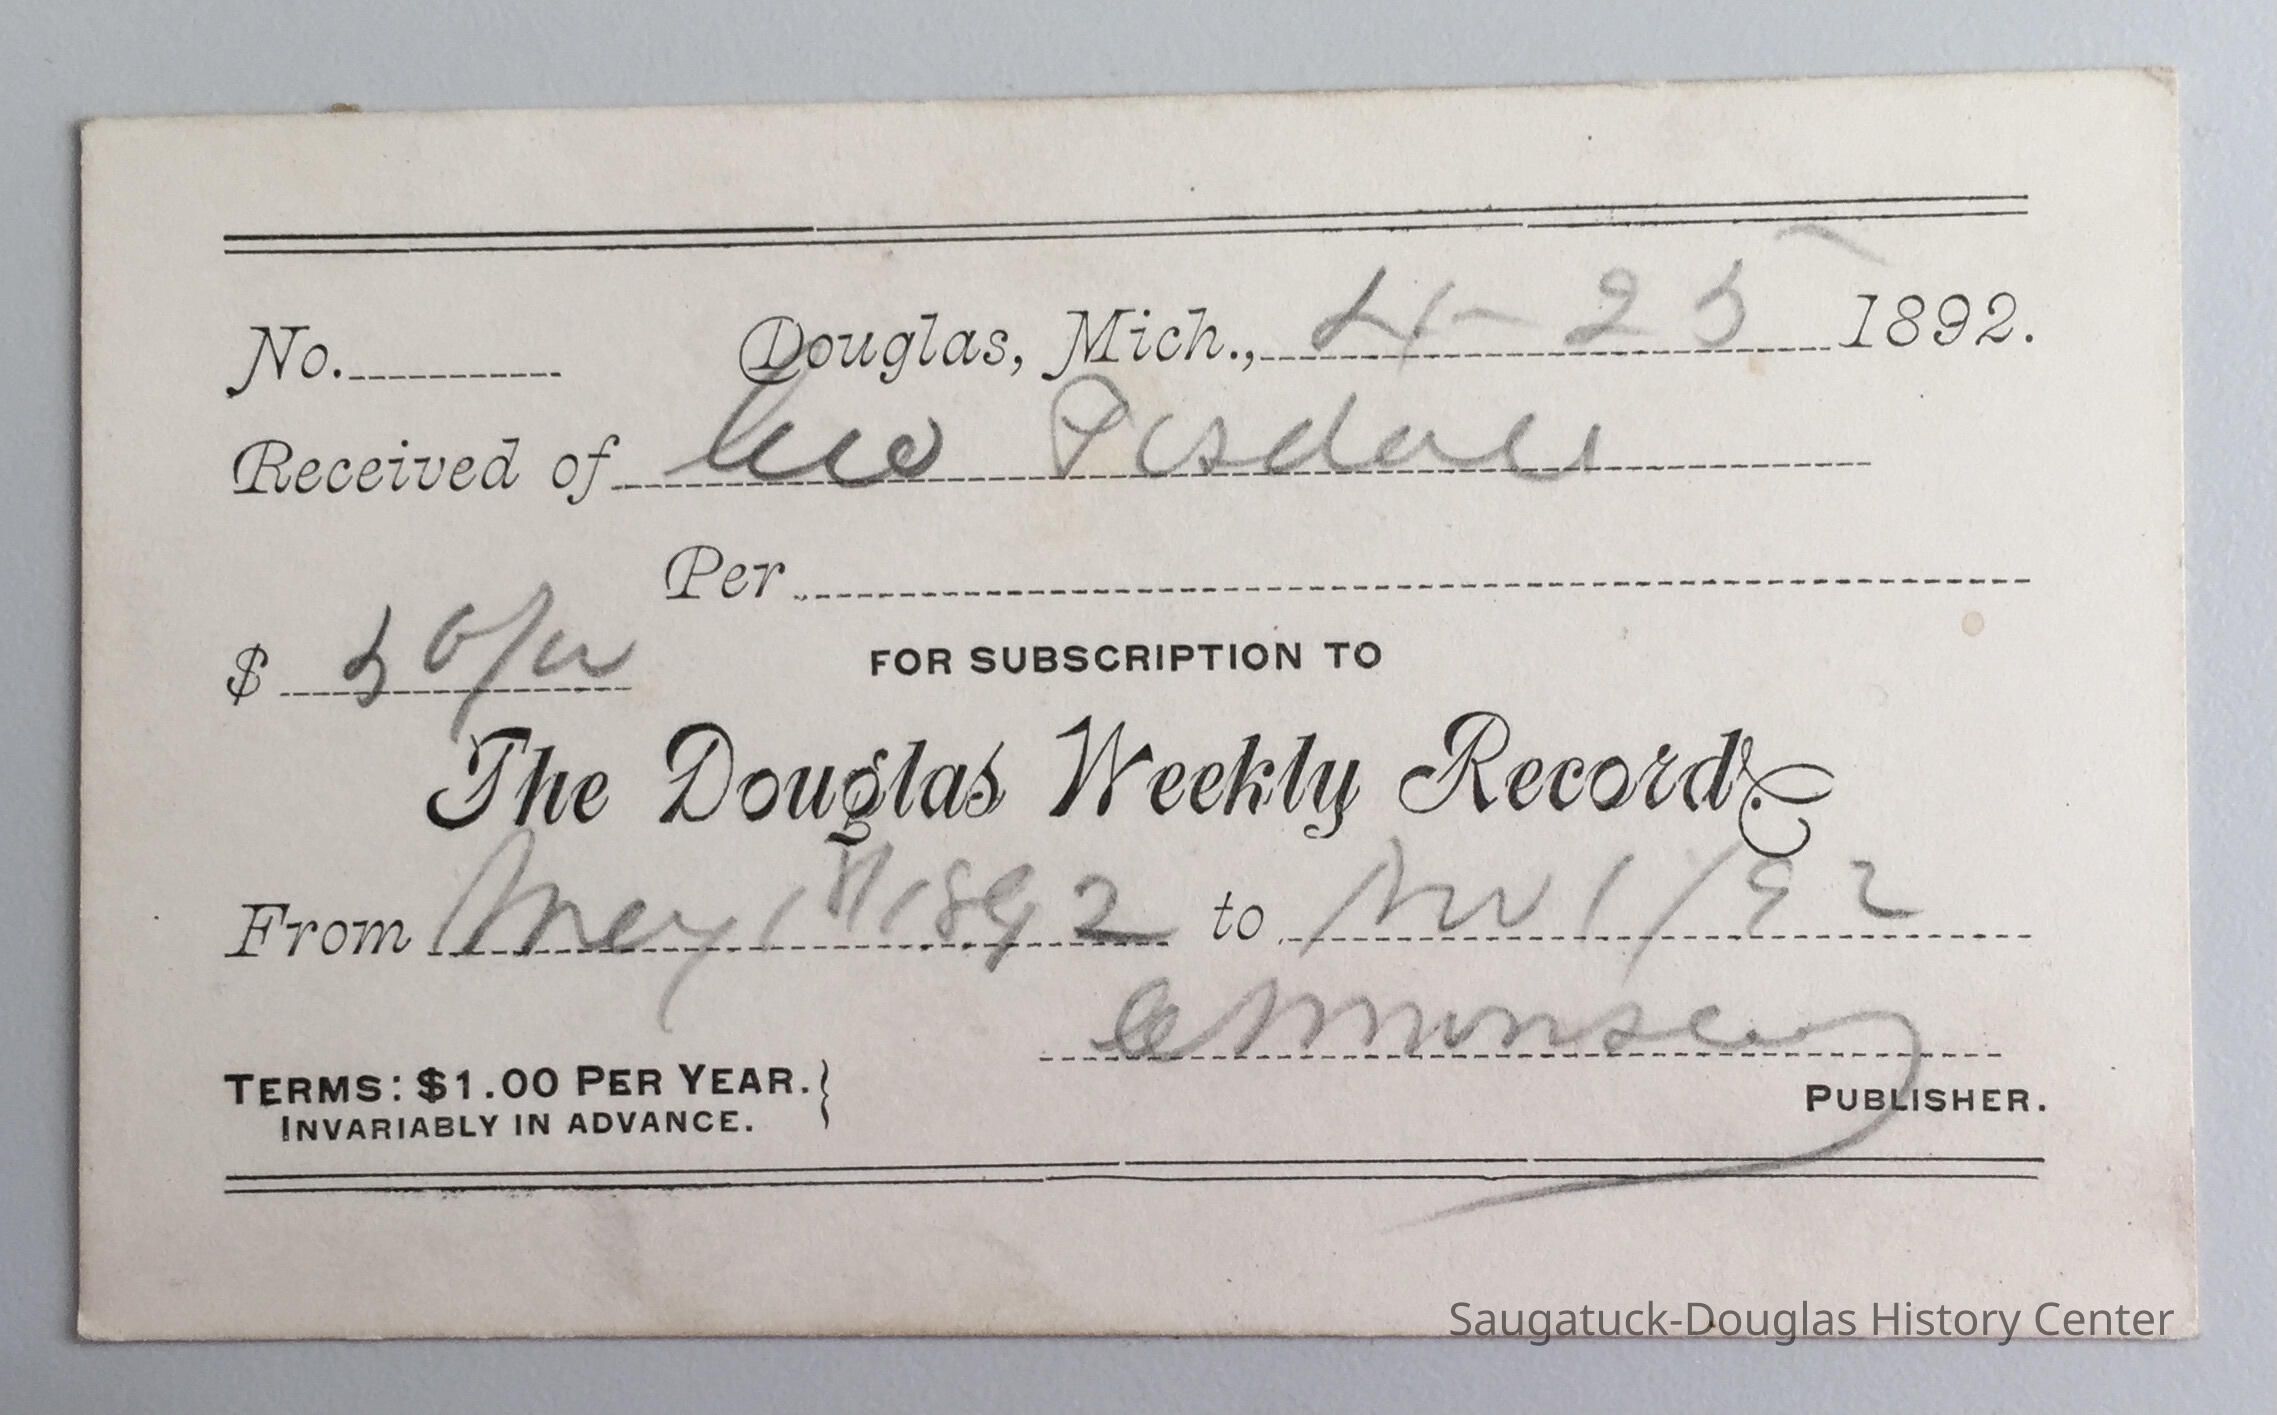 No. Douglas, Mich., 4-25 1892.
Received of Geo Tisdall
Per
$ 50/00 FOR SUBSCRIPTION TO
The Douglas Weekly Record
From May 1st 1892 to Nov 1/92
TERMS: $1.00 PER YEAR. }
INVARIABLY IN ADVANCE.
PUBLISHER.
Saugatuck-Douglas History Center